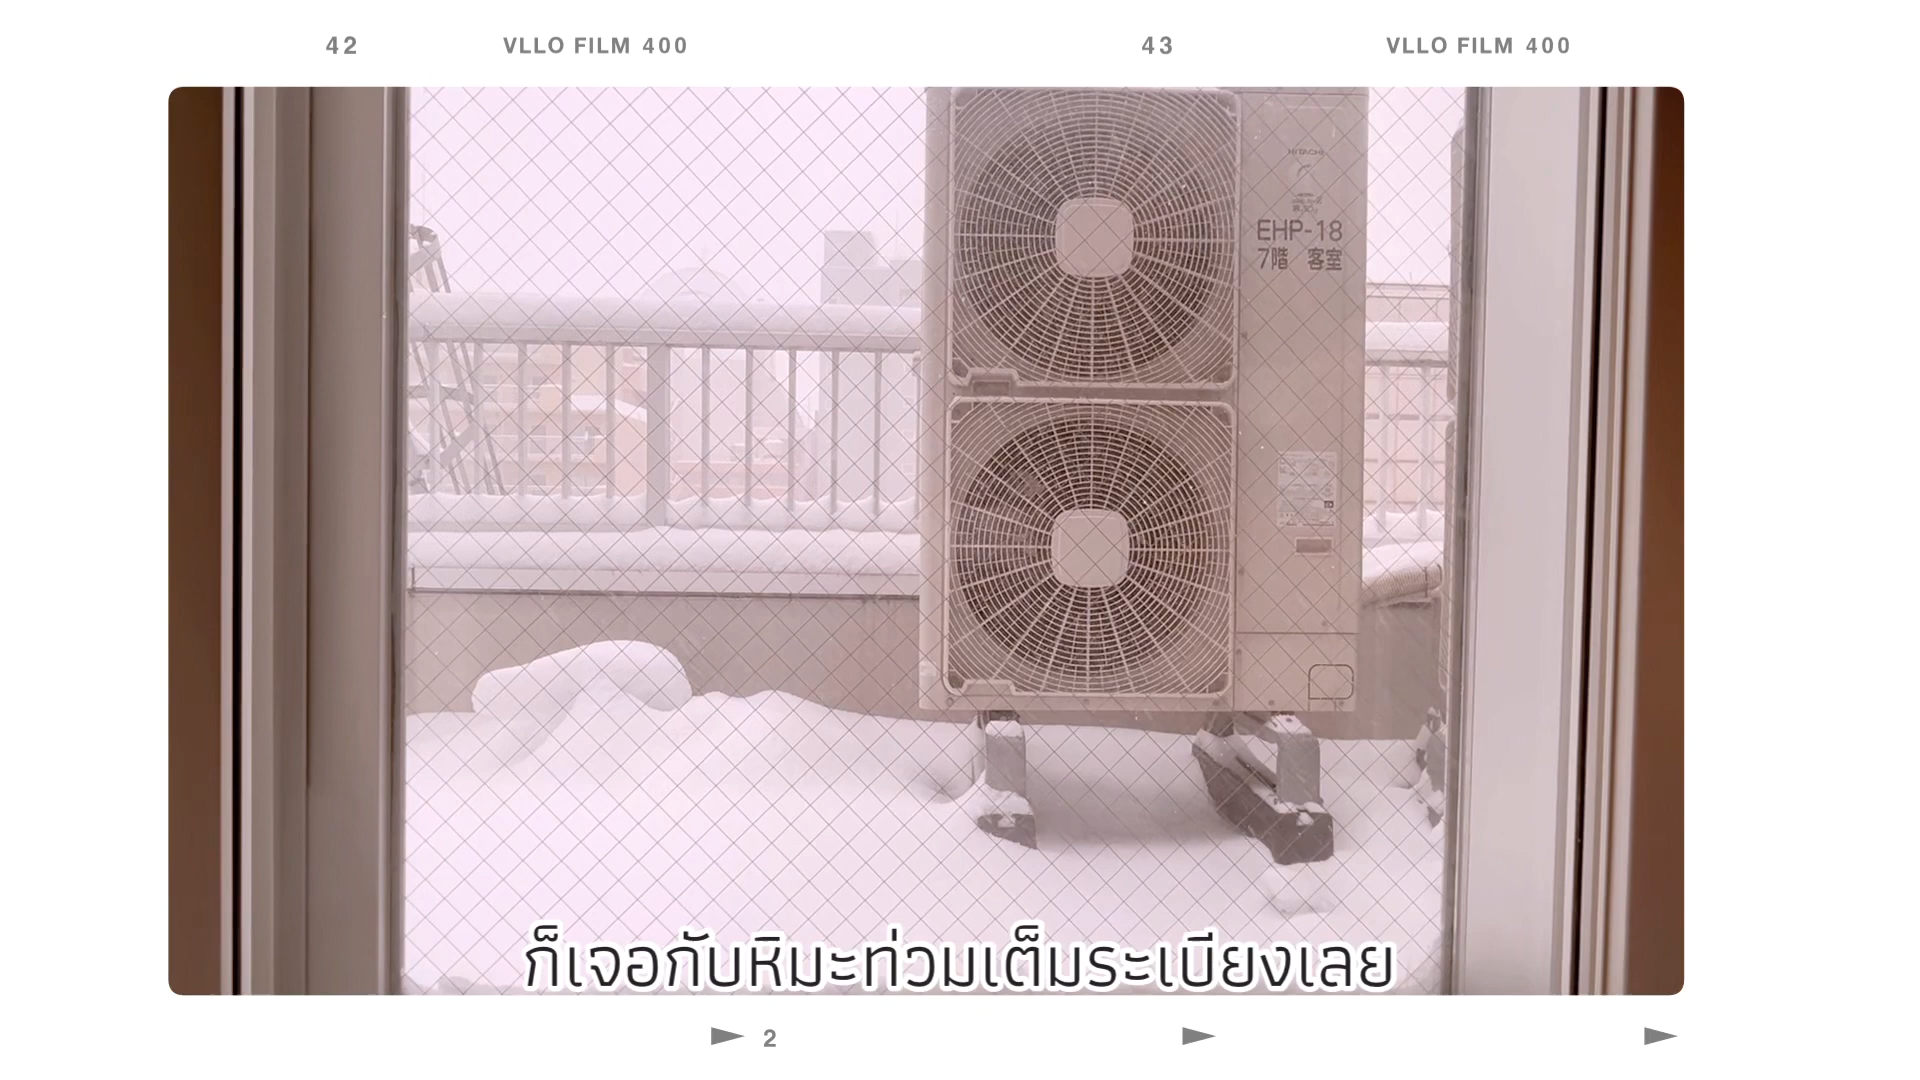 42 VLLO FILM 400 43 VLLO FILM 400
HITACHI
EHP-18
7階 客室
ก็เจอกับหิมะท่วมเต็มระเบียงเลย
2